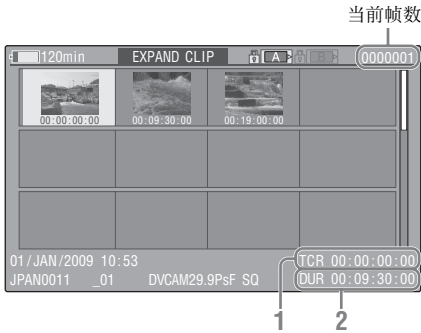 当前帧数
120min EXPAND CLIP A B 0000001
00:00:00:00 00:09:30:00 00:19:00:00
01/JAN/2009 10:53 TCR 00:00:00:00
JPAN0011 _01 DVCAM29.9PsF SQ DUR 00:09:30:00
1 2